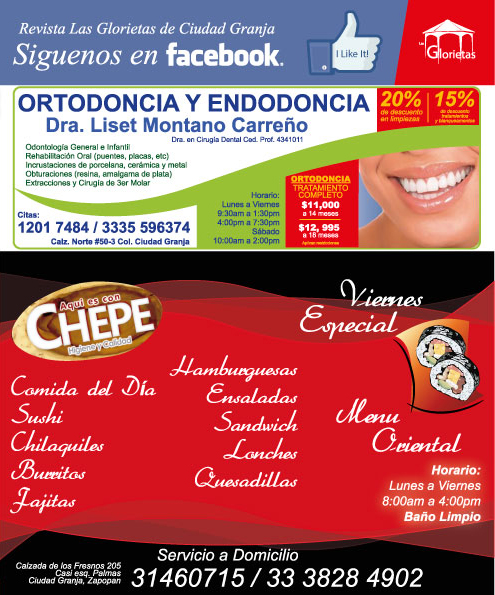 Revista Las Glorietas de Ciudad Granja
Siguenos en facebook.
I Like It!
Las
Glorietas
ORTODONCIA Y ENDODONCIA
Dra. Liset Montano Carreño
Dra. en Cirugía Dental Ced. Prof. 4341011
20%
de descuento
en limpiezas
15%
de descuento
tratamientos
y blanqueamientos
Odontología General e Infantil
Rehabilitación Oral (puentes, placas, etc)
Incrustaciones de porcelana, cerámica y metal
Obturaciones (resina, amalgama de plata)
Extracciones y Cirugía de 3er Molar
Citas:
1201 7484 / 3335 596374
Calz. Norte #50-3 Col. Ciudad Granja
Horario:
Lunes a Viernes
9:30am a 1:30pm
4:00pm a 7:30pm
Sábado
10:00am a 2:00pm
ORTODONCIA
TRATAMIENTO
COMPLETO
$11,000
a 14 meses
$12, 995
a 18 meses
Aplican restricciones
Aqui es con
CHEPE
Higiene y Calidad
Viernes
Especial
Comida del Día
Sushi
Chilaquiles
Burritos
Fajitas
Hamburguesas
Ensaladas
Sandwich
Lonches
Quesadillas
Menu
Oriental
Horario:
Lunes a Viernes
8:00am a 4:00pm
Baño Limpio
Servicio a Domicilio
Calzada de los Fresnos 205
Casi esq. Palmas
Ciudad Granja, Zapopan
31460715 / 33 3828 4902